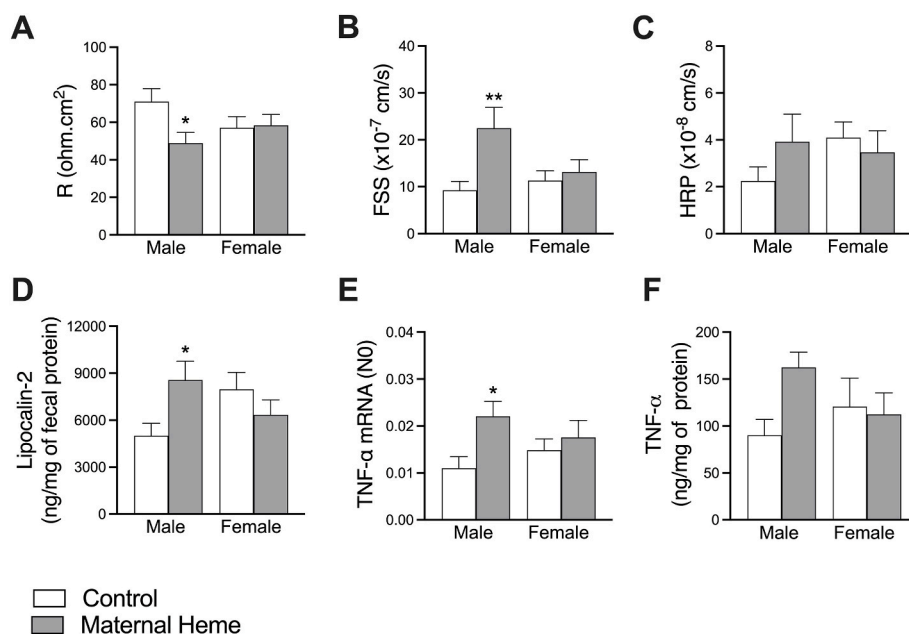 A
B
C
R (ohm.cm²)
100
80
60
40
20
0
*
Male
Female
FSS (x10⁻⁷ cm/s)
40
30
20
10
0
**
Male
Female
HRP (x10⁻⁸ cm/s)
8
6
4
2
0
Male
Female
D
E
F
Lipocalin-2
(ng/mg of fecal protein)
12000
9000
6000
3000
0
*
Male
Female
TNF-α mRNA (N0)
0.04
0.03
0.02
0.01
0.00
*
Male
Female
TNF-α
(ng/mg of protein)
200
150
100
50
0
Male
Female
Control
Maternal Heme